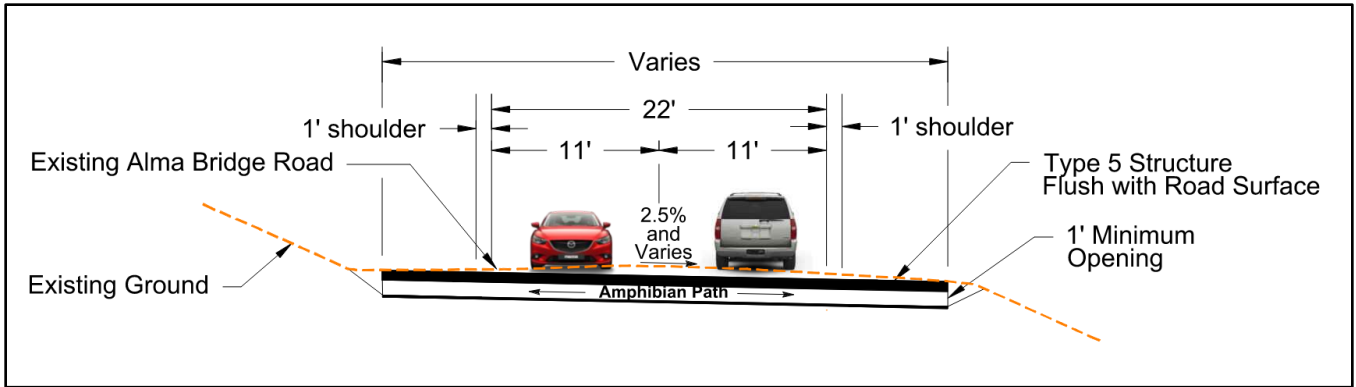 Varies
22'
1' shoulder
1' shoulder
11'
11'
Existing Alma Bridge Road
Type 5 Structure
Flush with Road Surface
2.5%
and
Varies
1' Minimum
Opening
Existing Ground
Amphibian Path